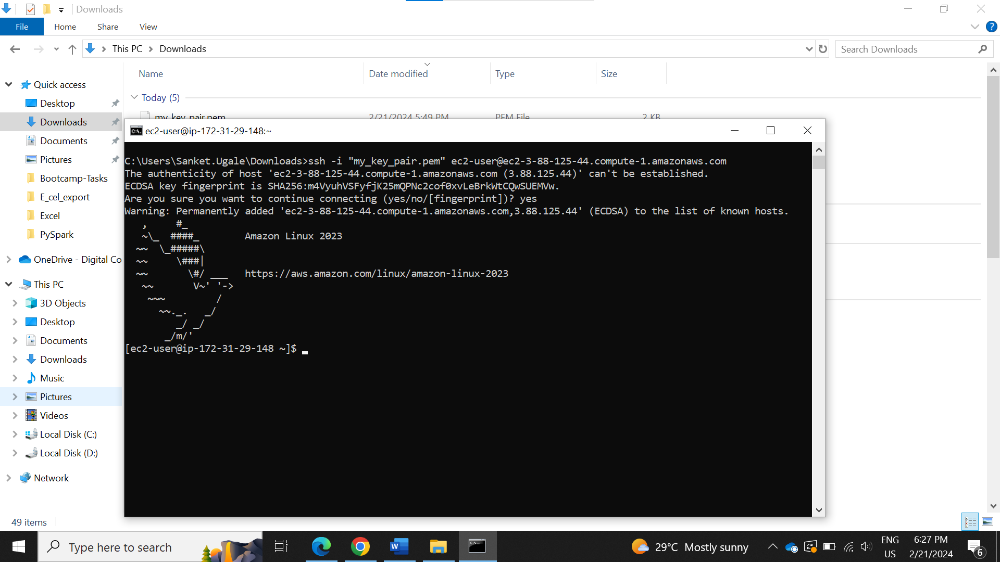 Downloads
File Home Share View
This PC Downloads
Search Downloads
Name Date modified Type Size
Quick access
Today (5)
Desktop
my_key_pair.pem 2/21/2024 5:49 PM PEM File 2 KB
Downloads
Documents
Pictures
Bootcamp-Tasks
E_cel_export
Excel
PySpark
OneDrive - Digital Co
This PC
3D Objects
Desktop
Documents
Downloads
Music
Pictures
Videos
Local Disk (C:)
Local Disk (D:)
Network
49 items
ec2-user@ip-172-31-29-148:~
C:\Users\Sanket.Ugale\Downloads>ssh -i "my_key_pair.pem" ec2-user@ec2-3-88-125-44.compute-1.amazonaws.com
The authenticity of host 'ec2-3-88-125-44.compute-1.amazonaws.com (3.88.125.44)' can't be established.
ECDSA key fingerprint is SHA256:m4VyuhVSFyfjK25mQPNc2cof0xvLeBrkWtCQwSUEMVw.
Are you sure you want to continue connecting (yes/no/[fingerprint])? yes
Warning: Permanently added 'ec2-3-88-125-44.compute-1.amazonaws.com,3.88.125.44' (ECDSA) to the list of known hosts.
   ,     #_
   ~\_  ####_        Amazon Linux 2023
  ~~  \_#####\
  ~~     \###|
  ~~       \#/ ___   https://aws.amazon.com/linux/amazon-linux-2023
   ~~       V~' '->
    ~~~         /
      ~~._.   _/
         _/ _/
       _/m/'
[ec2-user@ip-172-31-29-148 ~]$
Type here to search
29°C Mostly sunny
ENG
US
6:27 PM
2/21/2024
6